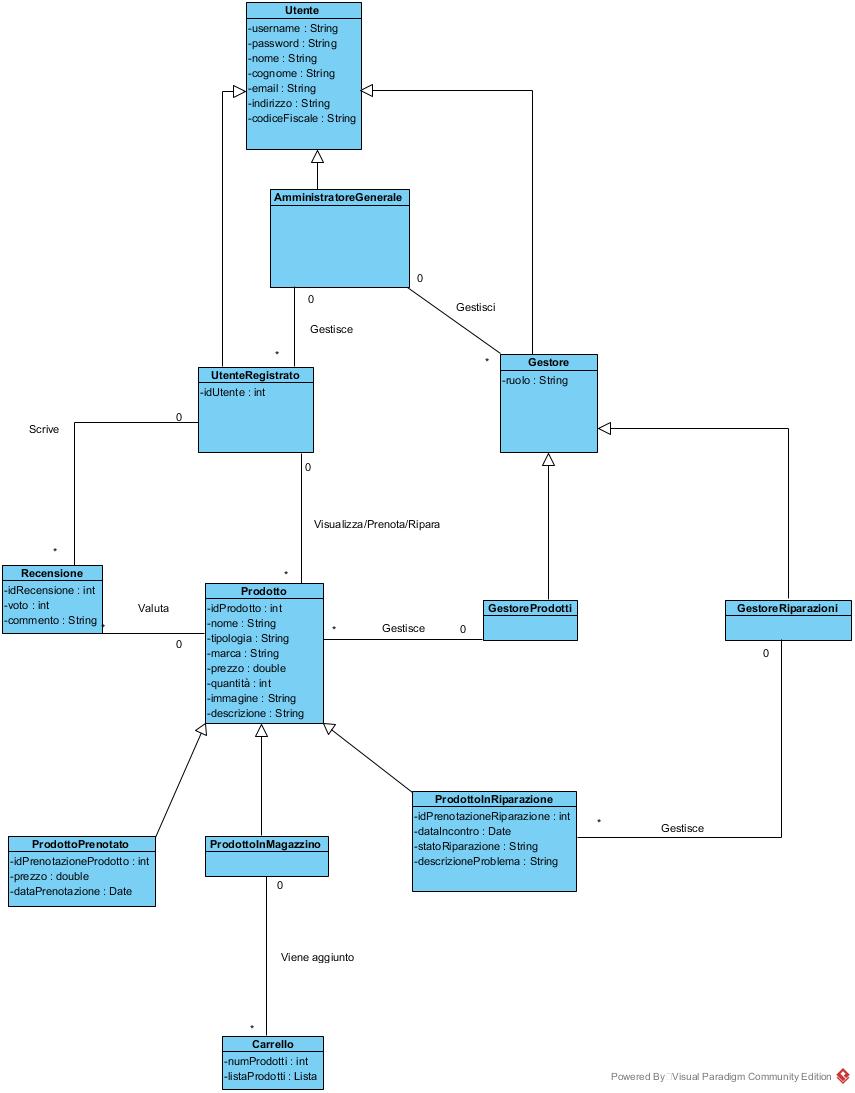 Utente
-username : String
-password : String
-nome : String
-cognome : String
-email : String
-indirizzo : String
-codiceFiscale : String
AmministratoreGenerale
0
0
Gestisci
Gestisce
*
*
UtenteRegistrato
-idUtente : int
Gestore
-ruolo : String
0
Scrive
0
Visualizza/Prenota/Ripara
*
*
Recensione
-idRecensione : int
-voto : int
-commento : String
*
Valuta
0
Prodotto
-idProdotto : int
-nome : String
-tipologia : String
-marca : String
-prezzo : double
-quantità : int
-immagine : String
-descrizione : String
*
Gestisce
0
GestoreProdotti
GestoreRiparazioni
0
ProdottoInRiparazione
-idPrenotazioneRiparazione : int
-dataIncontro : Date
-statoRiparazione : String
-descrizioneProblema : String
*
Gestisce
ProdottoPrenotato
-idPrenotazioneProdotto : int
-prezzo : double
-dataPrenotazione : Date
ProdottoInMagazzino
0
Viene aggiunto
*
Carrello
-numProdotti : int
-listaProdotti : Lista
Powered By Visual Paradigm Community Edition